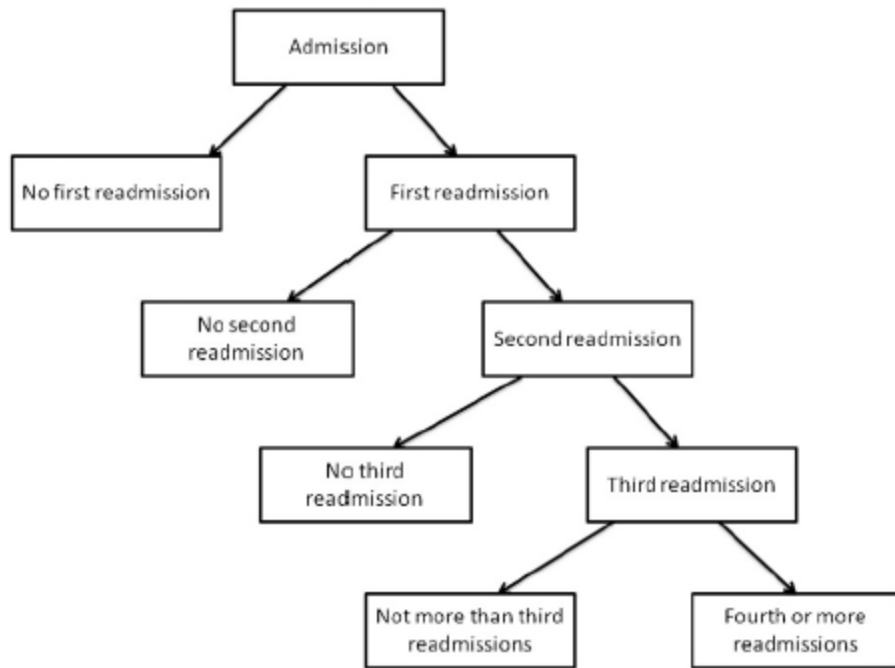 Admission
No first readmission
First readmission
No second
readmission
Second readmission
No third
readmission
Third readmission
Not more than third
readmissions
Fourth or more
readmissions